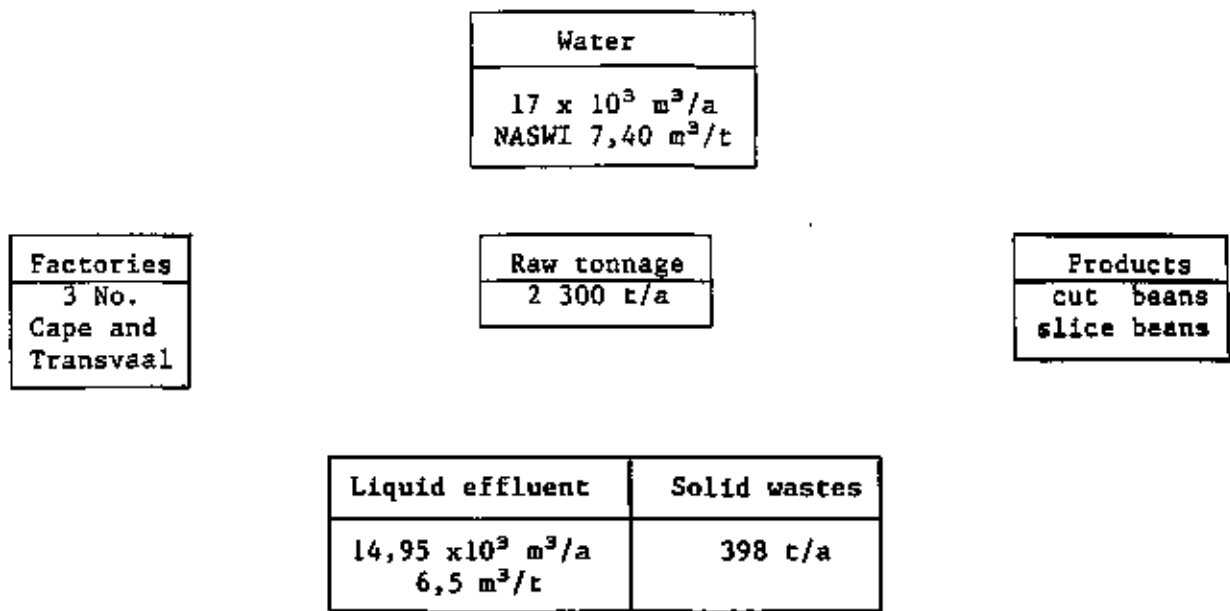 Water
17 x 10³ m³/a
NASWI 7,40 m³/t
Factories
3 No.
Cape and
Transvaal
Raw tonnage
2 300 t/a
Products
cut beans
slice beans
Liquid effluent
Solid wastes
14,95 x10³ m³/a
6,5 m³/t
398 t/a